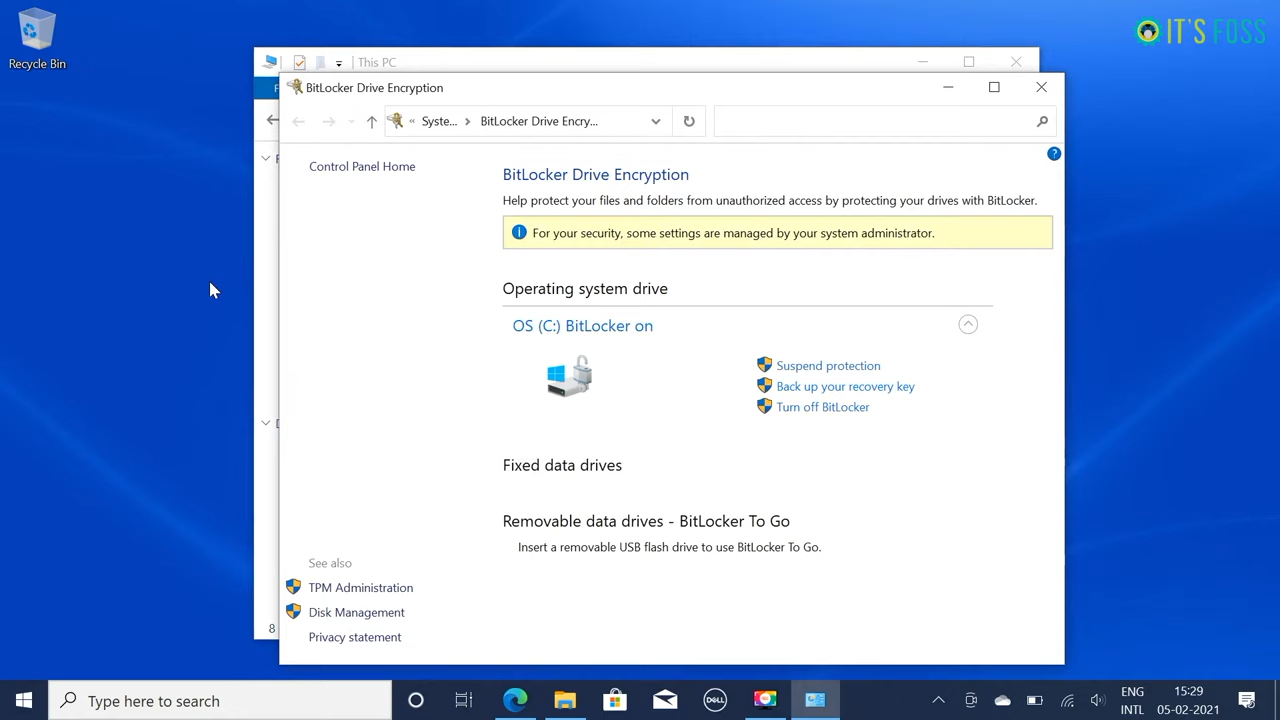 Recycle Bin
IT'S FOSS
This PC
BitLocker Drive Encryption
« Syste... > BitLocker Drive Encry...
Control Panel Home
BitLocker Drive Encryption
Help protect your files and folders from unauthorized access by protecting your drives with BitLocker.
For your security, some settings are managed by your system administrator.
Operating system drive
OS (C:) BitLocker on
Suspend protection
Back up your recovery key
Turn off BitLocker
Fixed data drives
Removable data drives - BitLocker To Go
Insert a removable USB flash drive to use BitLocker To Go.
See also
TPM Administration
Disk Management
Privacy statement
8
Type here to search
DELL
ENG
INTL
15:29
05-02-2021